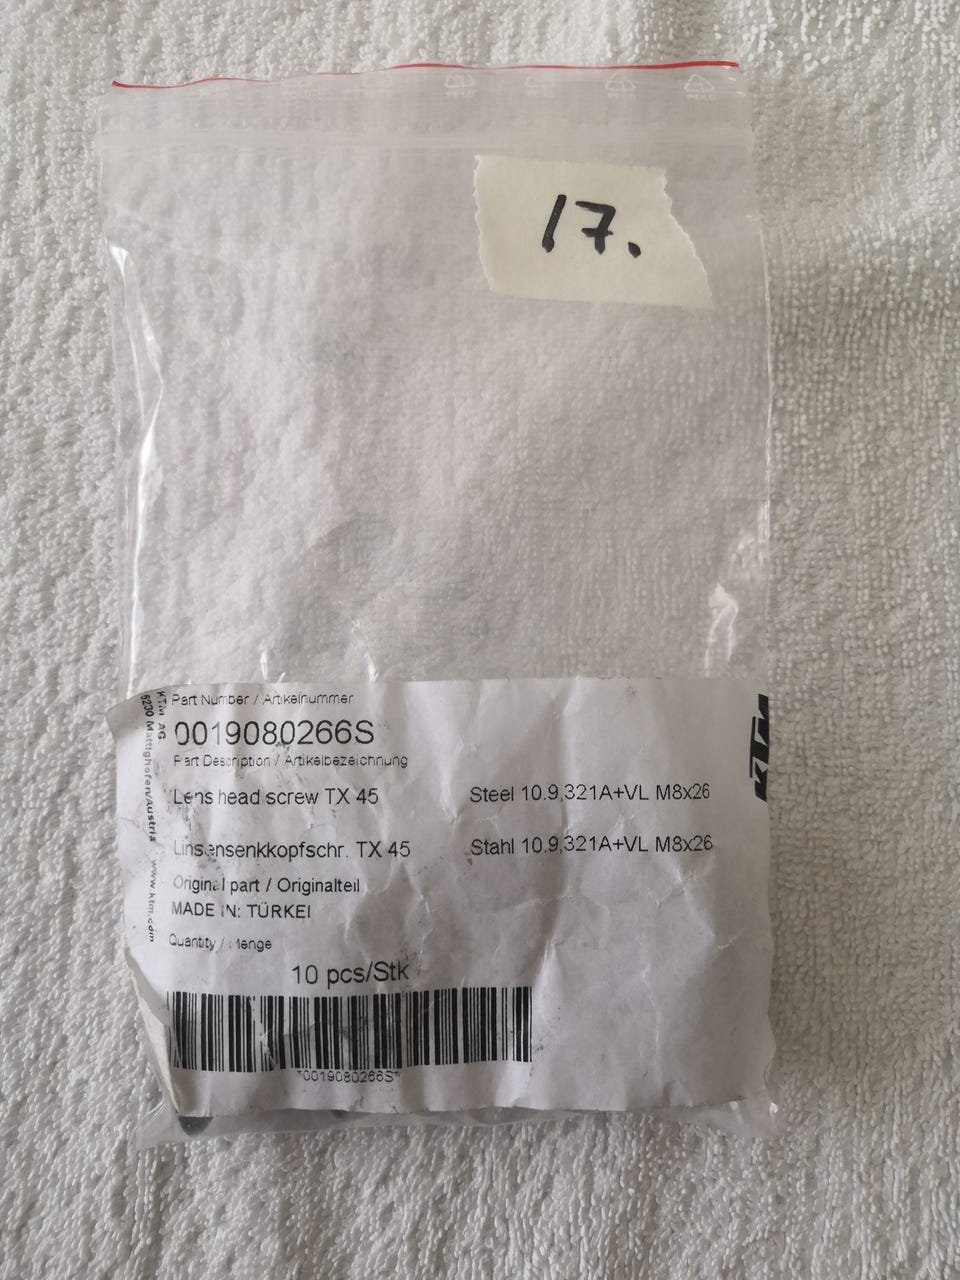 17.
Part Number / Artikelnummer
0019080266S
Part Description / Artikelbezeichnung
Lens head screw TX 45 Steel 10.9,321A+VL M8x26
Linsensenkkopfschr. TX 45 Stahl 10.9,321A+VL M8x26
Original part / Originalteil
MADE IN: TÜRKEI
Quantity / Menge
10 pcs/Stk
*0019080266S*
KTM AG
5230 Mattighofen/Austria www.ktm.com
KTM